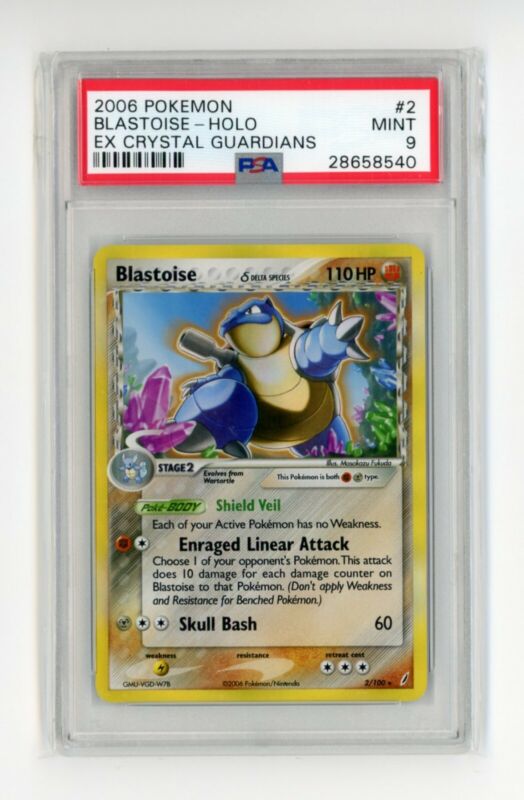 2006 POKEMON #2
BLASTOISE - HOLO MINT
EX CRYSTAL GUARDIANS 9
PSA 28658540
Blastoise δ DELTA SPECIES 110 HP
Illus. Masakazu Fukuda
STAGE 2 Evolves from Wartortle This Pokémon is both type.
Poké-BODY Shield Veil
Each of your Active Pokémon has no Weakness.
Enraged Linear Attack
Choose 1 of your opponent's Pokémon. This attack
does 10 damage for each damage counter on
Blastoise to that Pokémon. (Don't apply Weakness
and Resistance for Benched Pokémon.)
Skull Bash 60
weakness resistance retreat cost
GMU-VGD-W7B ©2006 Pokémon/Nintendo 2/100 ★